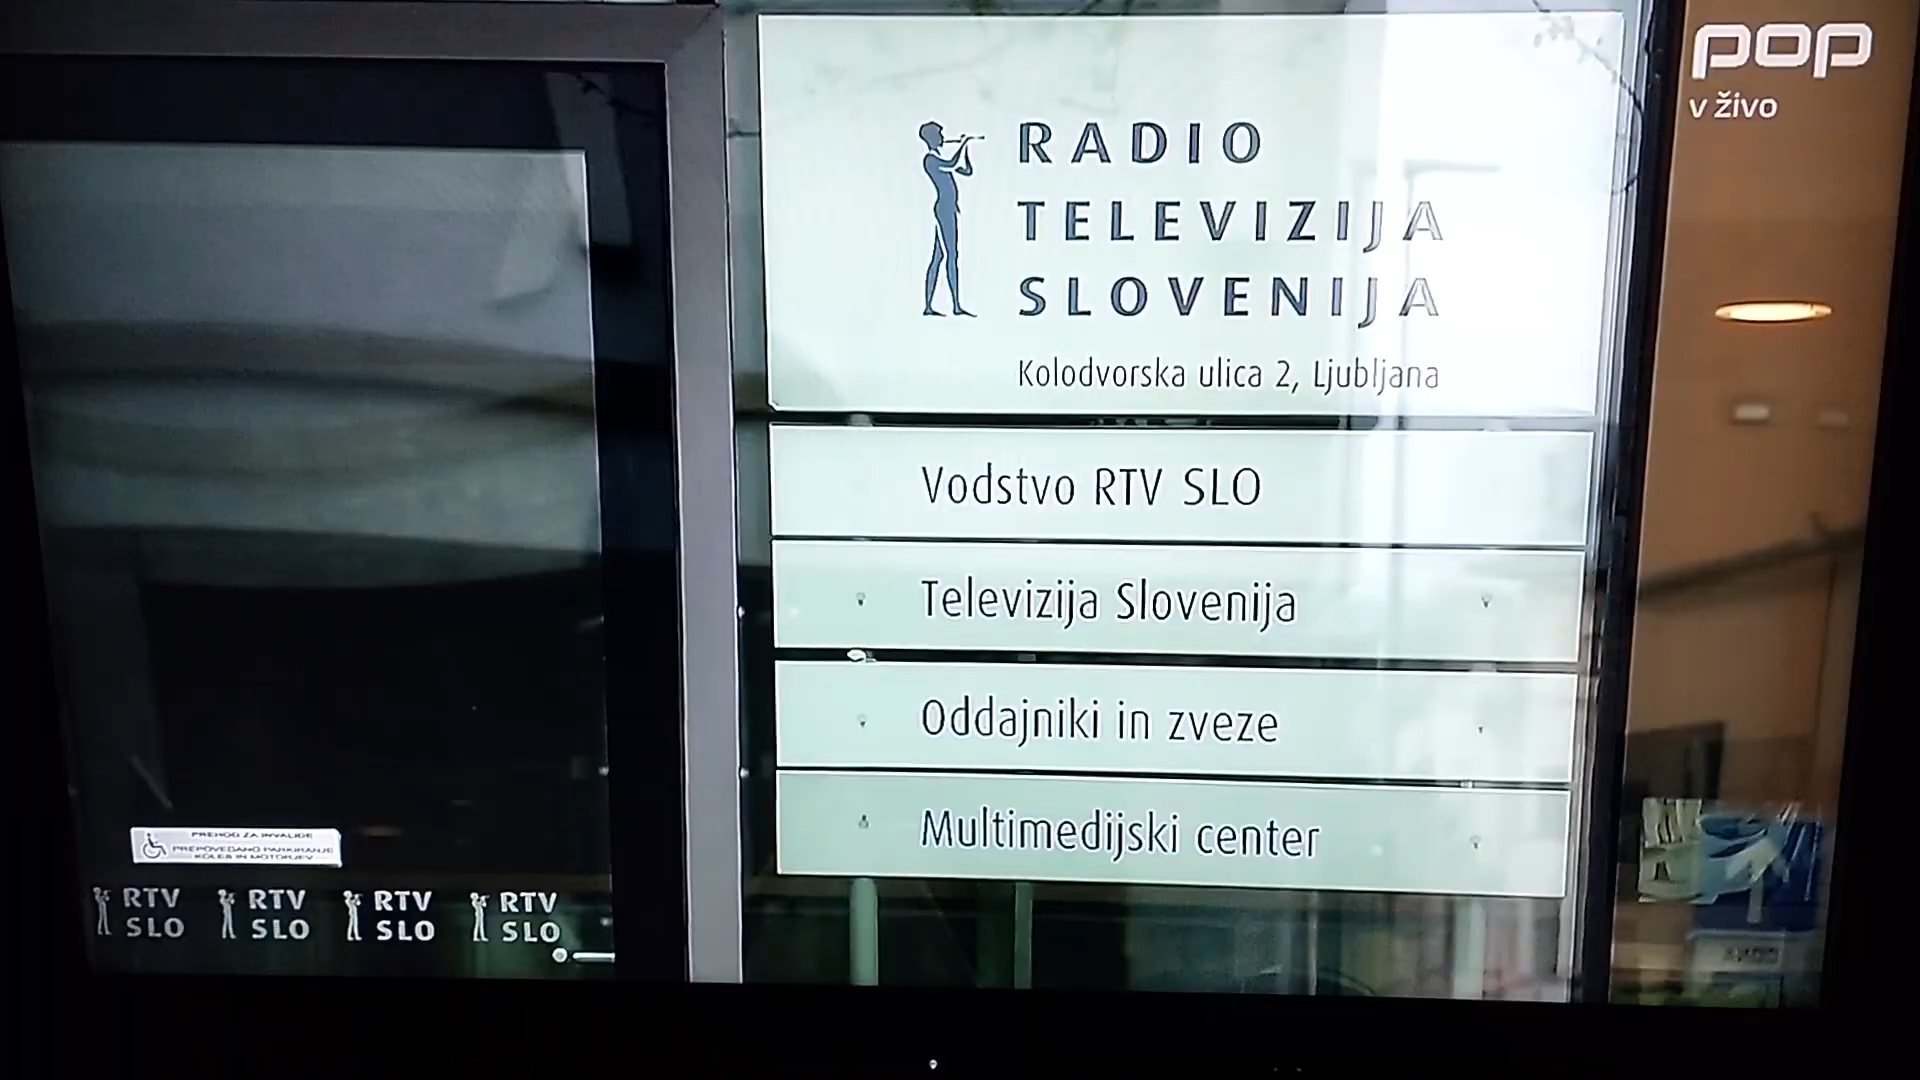 pop
v živo
RADIO
TELEVIZIJA
SLOVENIJA
Kolodvorska ulica 2, Ljubljana
Vodstvo RTV SLO
Televizija Slovenija
Oddajniki in zveze
Multimedijski center
PREHOD ZA INVALIDE
PREPOVEDANO PARKIRANJE
KOLES IN MOTORJEV
RTV SLO
RTV SLO
RTV SLO
RTV SLO